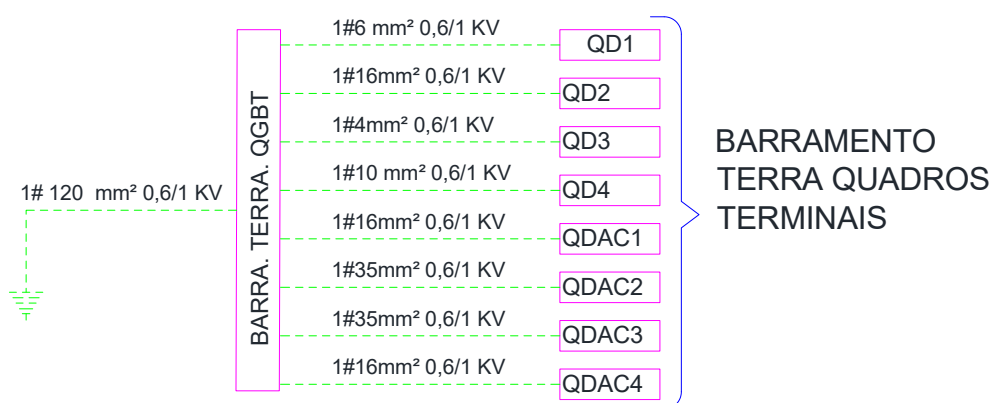 1# 120 mm² 0,6/1 KV
BARRA. TERRA. QGBT
1#6 mm² 0,6/1 KV
QD1
1#16mm² 0,6/1 KV
QD2
1#4mm² 0,6/1 KV
QD3
1#10 mm² 0,6/1 KV
QD4
1#16mm² 0,6/1 KV
QDAC1
1#35mm² 0,6/1 KV
QDAC2
1#35mm² 0,6/1 KV
QDAC3
1#16mm² 0,6/1 KV
QDAC4
BARRAMENTO
TERRA QUADROS
TERMINAIS